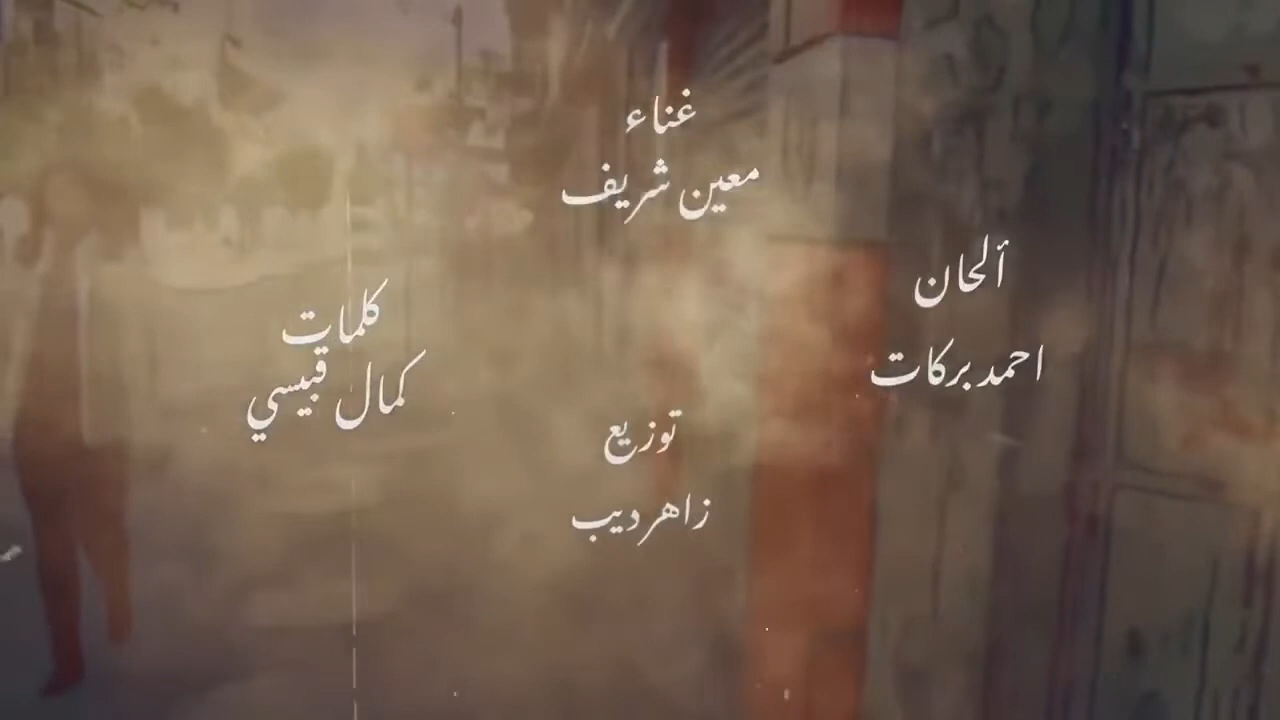 غناء
معين شريف
ألحان
احمد بركات
كلمات
كمال قبيسي
توزيع
زاهر ديب